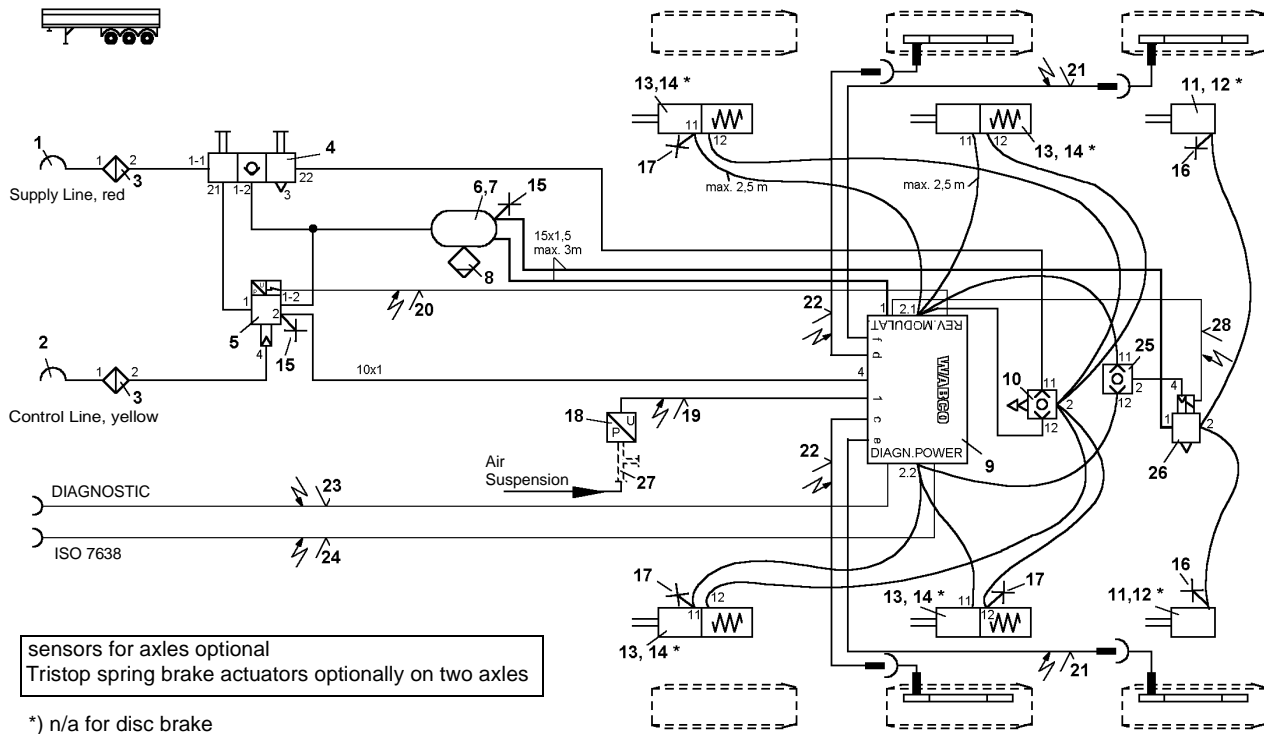 21
13,14 *
11, 12 *
1
4
11
12
11
12
1
2
1-1
17
13, 14 *
16
3
21
1-2
3
22
Supply Line, red
6,7
15
max. 2,5 m
max. 2,5 m
15x1,5
max. 3m
8
1
P
U
1-2
22
1
2.1
20
REV.MODULAT.
28
5
2
f
25
2
4
15
d
11
10x1
4
WABCO
10
11
2
4
1
2
3
12
1
2
18
U
P
19
1
12
Control Line, yellow
c
26
22
e
Air
Suspension
DIAGN.POWER
9
27
2.2
DIAGNOSTIC
23
ISO 7638
24
17
12
17
16
11
13, 14 *
11
12
11,12 *
sensors for axles optional
Tristop spring brake actuators optionally on two axles
13, 14 *
21
*) n/a for disc brake